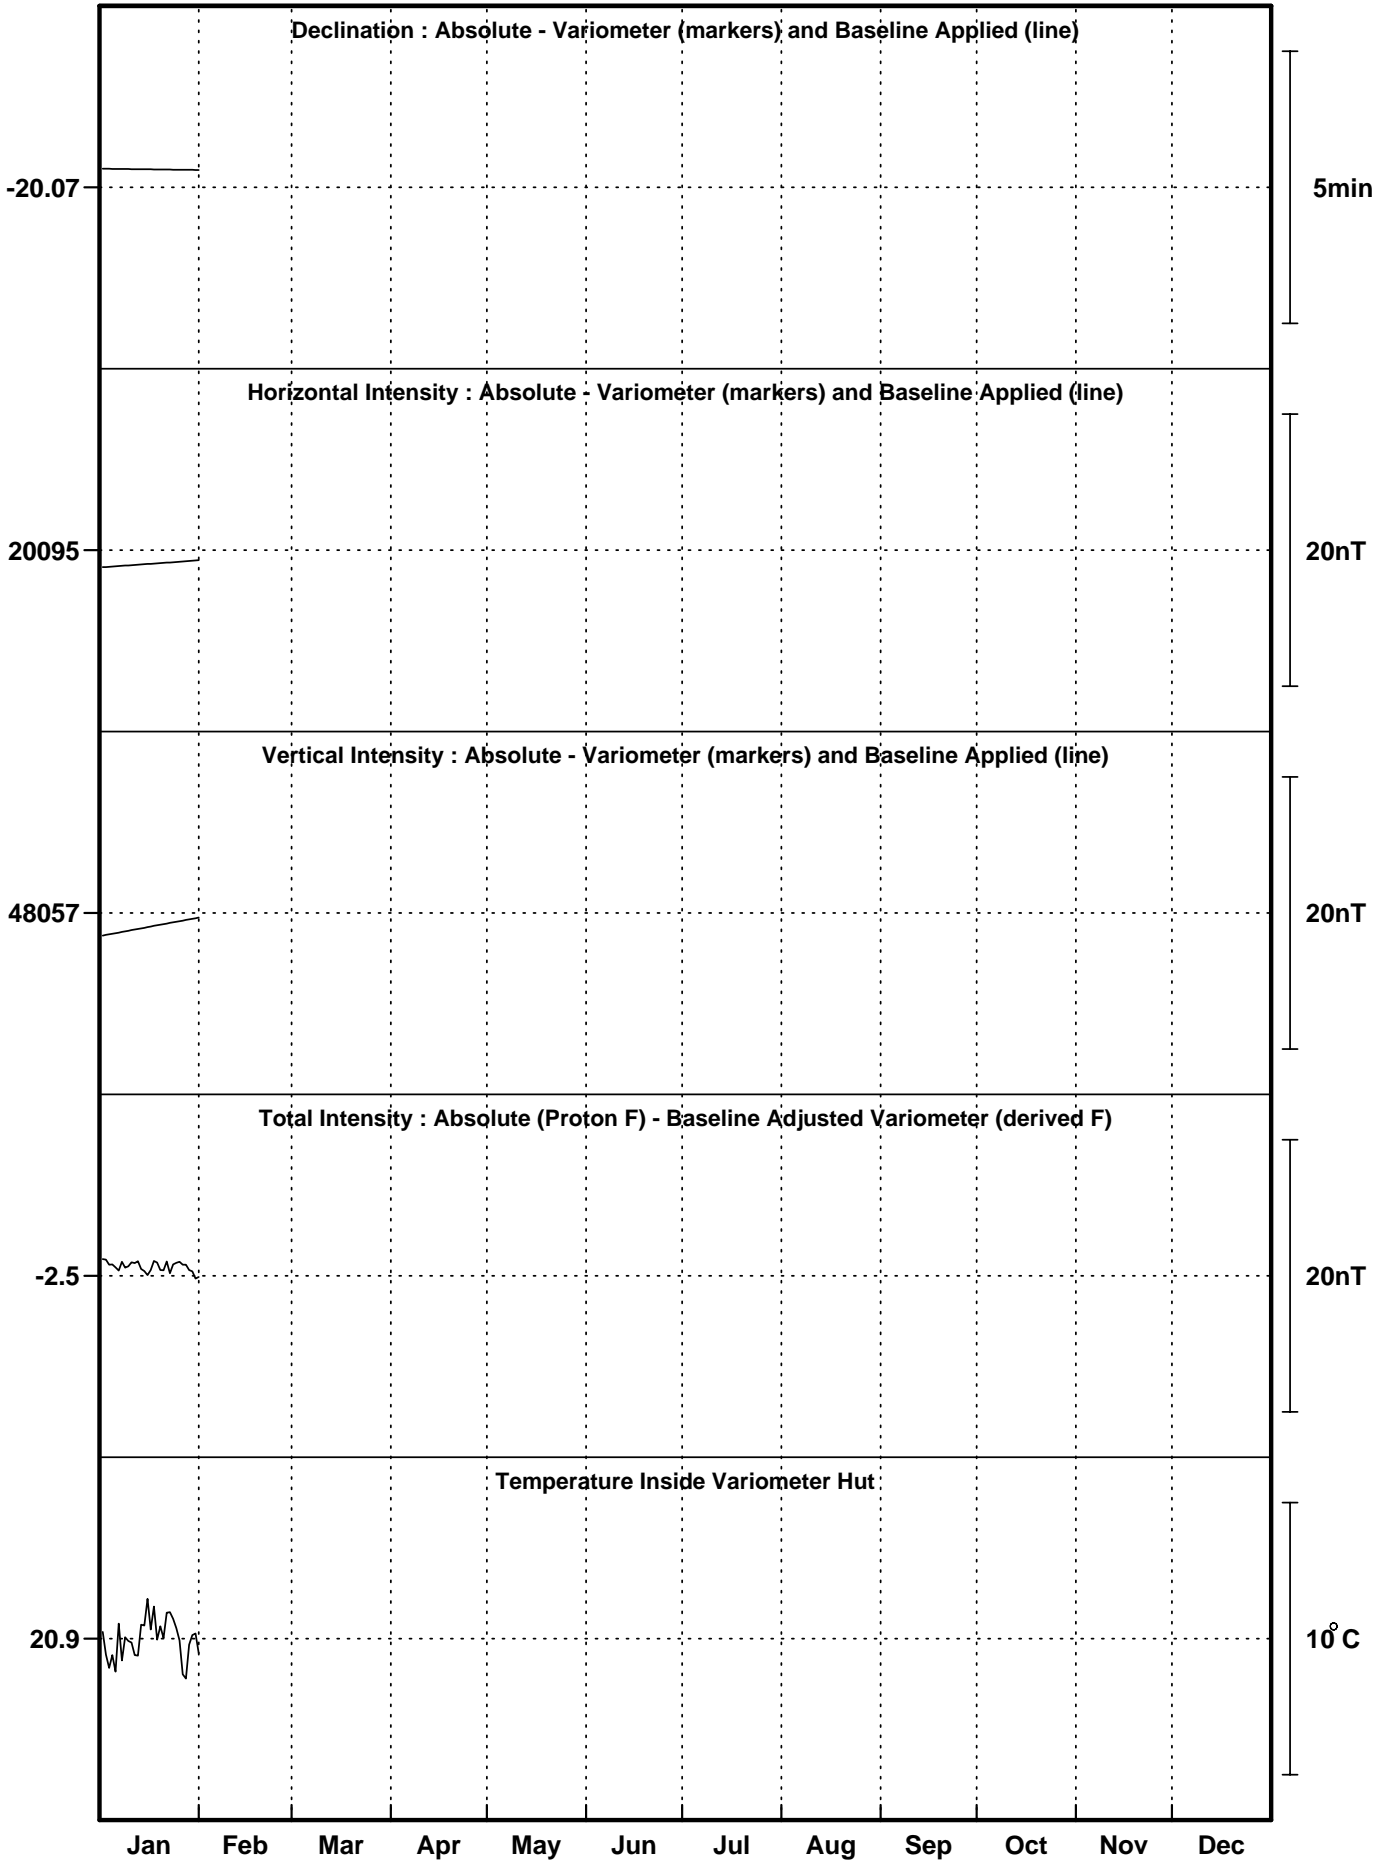 Declination : Absolute - Variometer (markers) and Baseline Applied (line)
-20.07
5min
Horizontal Intensity : Absolute - Variometer (markers) and Baseline Applied (line)
20095
20nT
Vertical Intensity : Absolute - Variometer (markers) and Baseline Applied (line)
48057
20nT
Total Intensity : Absolute (Proton F) - Baseline Adjusted Variometer (derived F)
-2.5
20nT
Temperature Inside Variometer Hut
20.9
10°C
Jan Feb Mar Apr May Jun Jul Aug Sep Oct Nov Dec